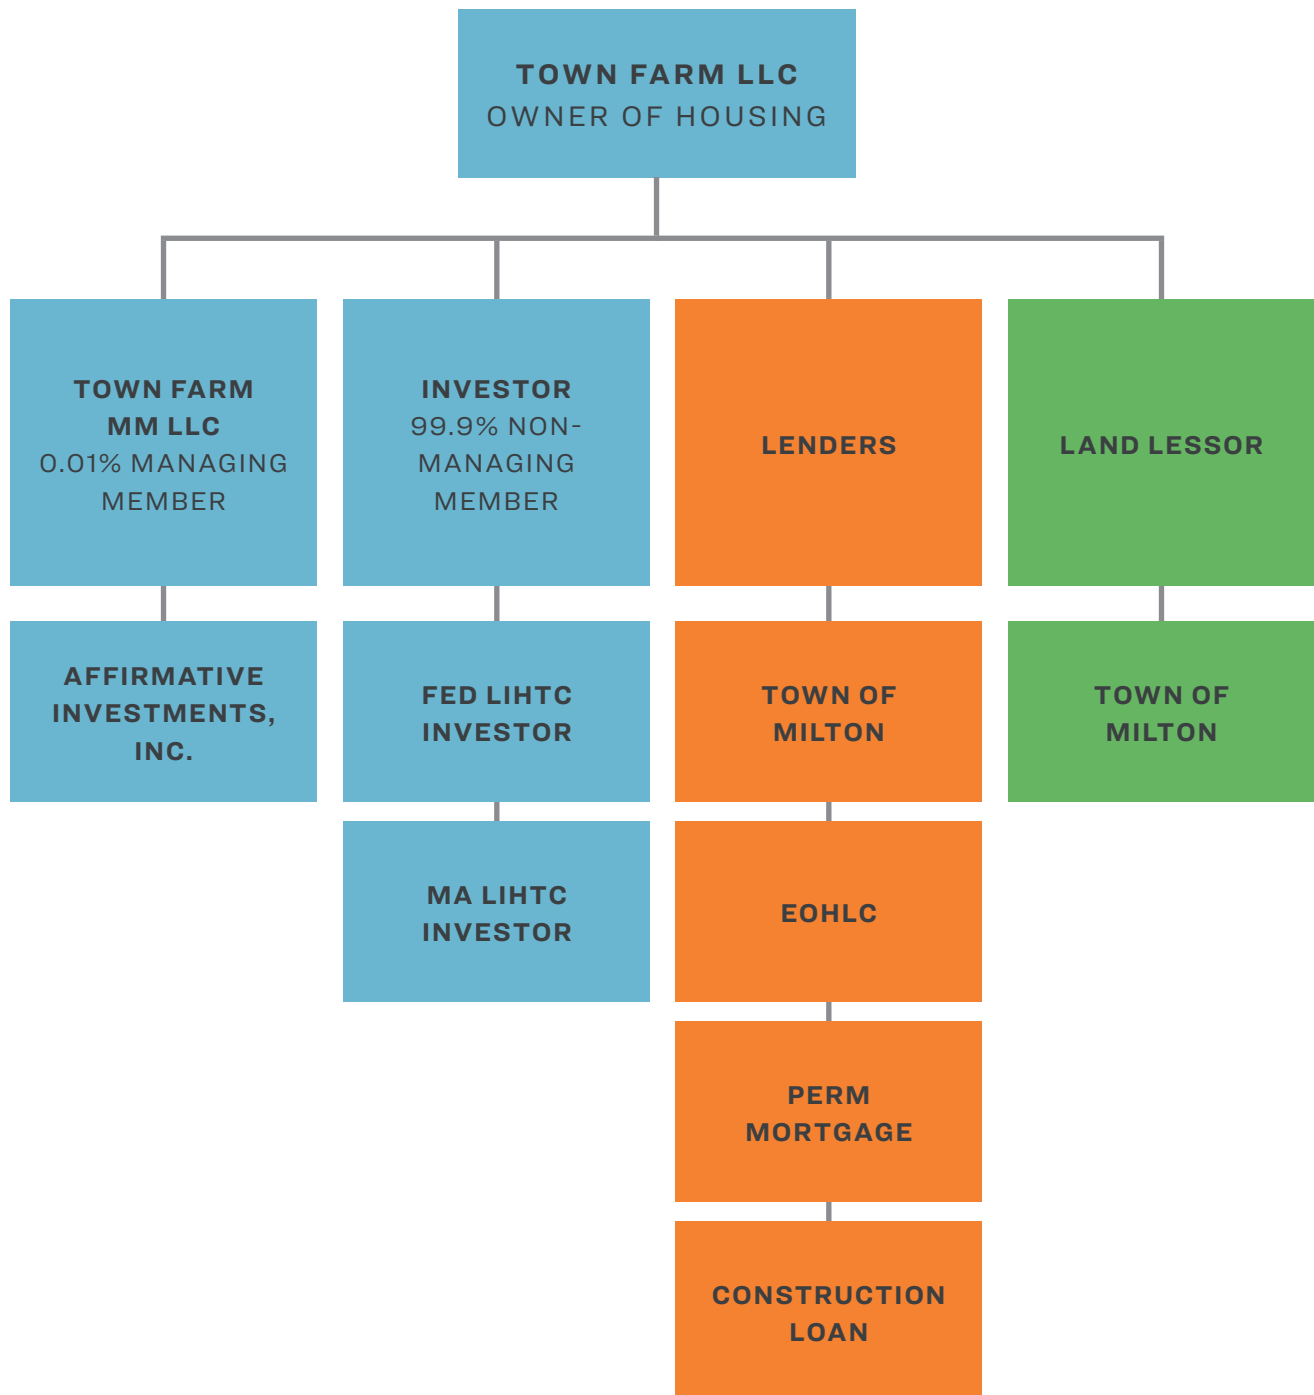 TOWN FARM LLC
OWNER OF HOUSING
TOWN FARM
MM LLC
0.01% MANAGING
MEMBER
INVESTOR
99.9% NON-
MANAGING
MEMBER
LENDERS
LAND LESSOR
AFFIRMATIVE
INVESTMENTS,
INC.
FED LIHTC
INVESTOR
TOWN OF
MILTON
TOWN OF
MILTON
MA LIHTC
INVESTOR
EOHLC
PERM
MORTGAGE
CONSTRUCTION
LOAN